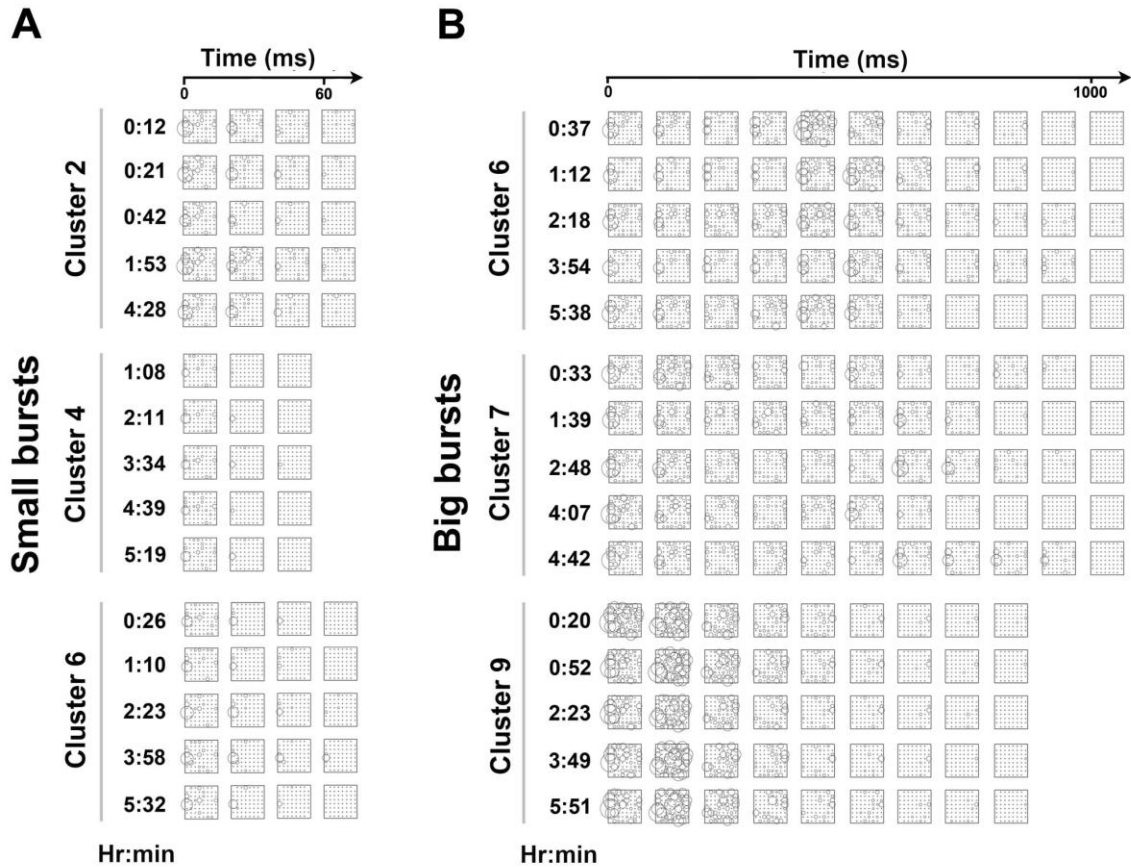 A
Time (ms)
0
60
Small bursts
Cluster 2
0:12
0:21
0:42
1:53
4:28
Cluster 4
1:08
2:11
3:34
4:39
5:19
Cluster 6
0:26
1:10
2:23
3:58
5:32
Hr:min
B
Time (ms)
0
1000
Big bursts
Cluster 6
0:37
1:12
2:18
3:54
5:38
Cluster 7
0:33
1:39
2:48
4:07
4:42
Cluster 9
0:20
0:52
2:23
3:49
5:51
Hr:min